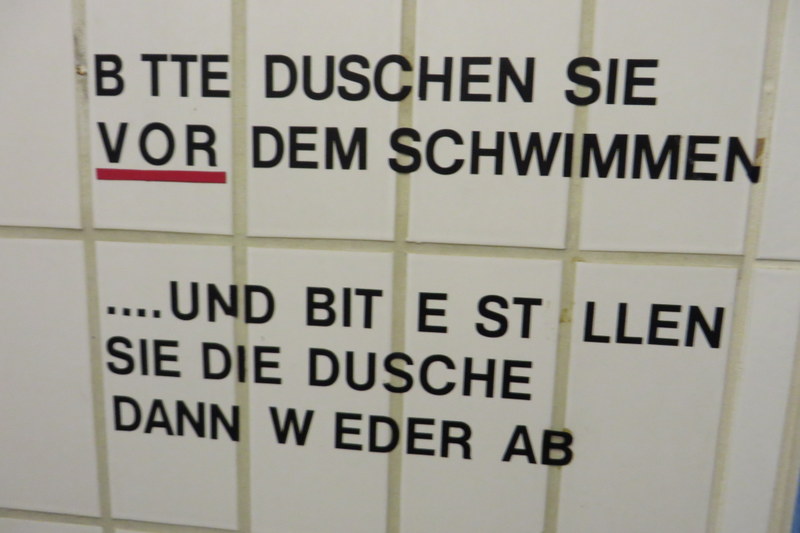 B TTE DUSCHEN SIE
VOR DEM SCHWIMMEN
....UND BIT E ST LLEN
SIE DIE DUSCHE
DANN W EDER AB